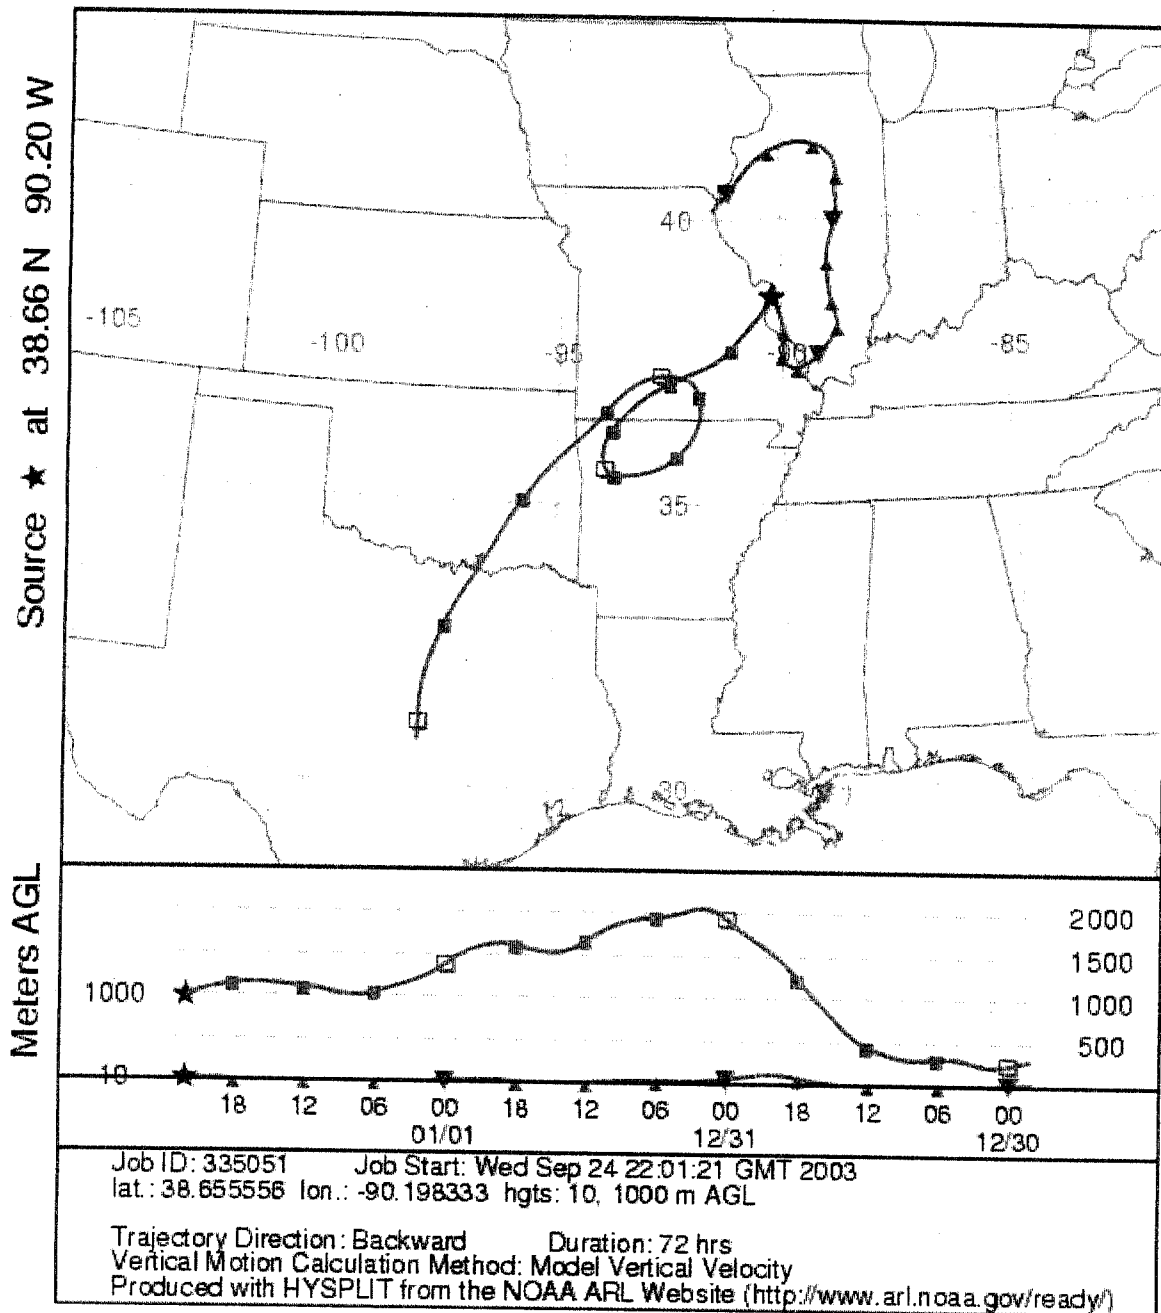 Source ★ at 38.66 N 90.20 W
40
-105
-100
-95
-90
-85
35
30
Meters AGL
2000
1500
1000
1000
500
10
18 12 06 00 18 12 06 00 18 12 06 00
01/01 12/31 12/30
Job ID: 335051 Job Start: Wed Sep 24 22:01:21 GMT 2003
lat.: 38.655556 lon.: -90.198333 hgts: 10, 1000 m AGL
Trajectory Direction: Backward Duration: 72 hrs
Vertical Motion Calculation Method: Model Vertical Velocity
Produced with HYSPLIT from the NOAA ARL Website (http://www.arl.noaa.gov/ready/)